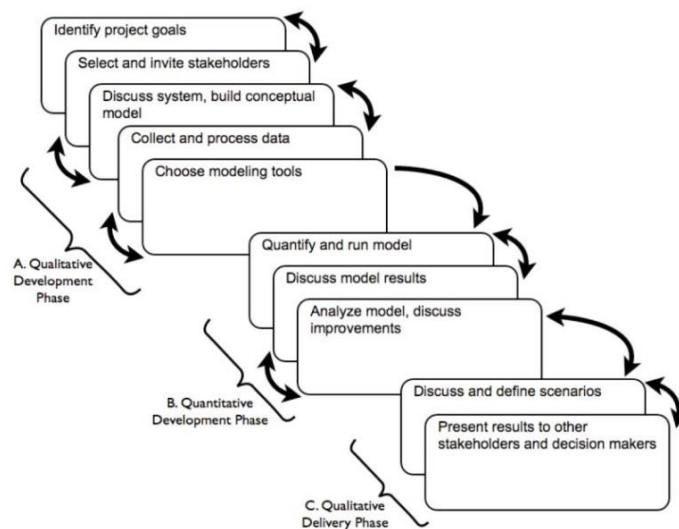 Identify project goals
Select and invite stakeholders
Discuss system, build conceptual
model
Collect and process data
Choose modeling tools
A. Qualitative
Development
Phase
Quantify and run model
Discuss model results
Analyze model, discuss
improvements
B. Quantitative
Development Phase
Discuss and define scenarios
Present results to other
stakeholders and decision makers
C. Qualitative
Delivery Phase